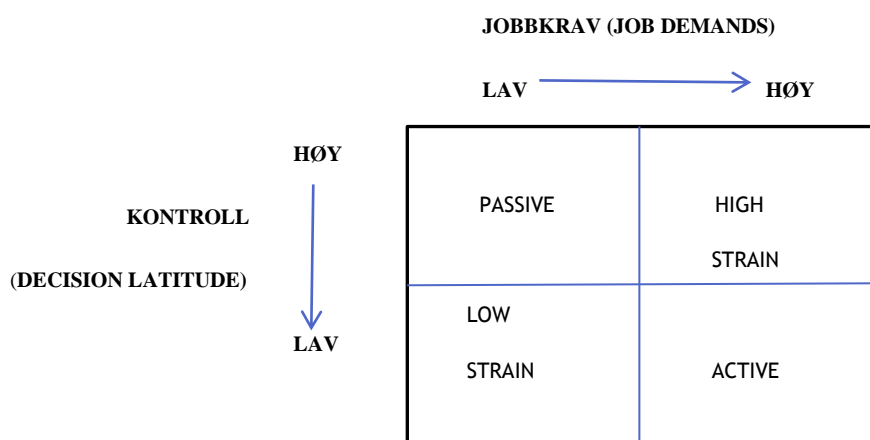 JOBBKRAV (JOB DEMANDS)
LAV HØY
HØY
KONTROLL
(DECISION LATITUDE)
LAV
PASSIVE HIGH
STRAIN
LOW
STRAIN ACTIVE